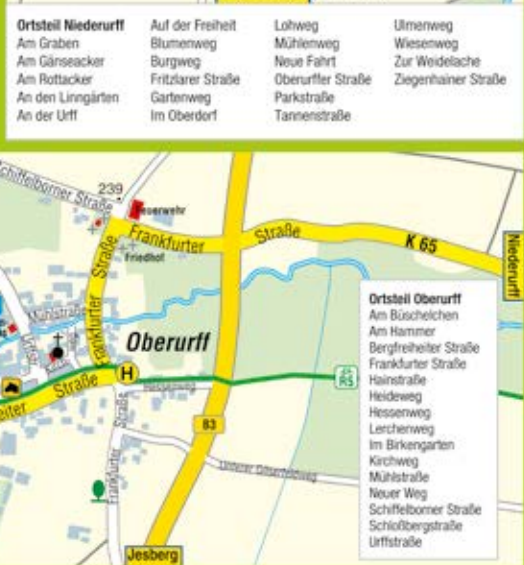 Ortsteil Niederurff
Am Graben
Am Gänseacker
Am Rottacker
An den Linngärten
An der Urff
Auf der Freiheit
Blumenweg
Burgweg
Fritzlarer Straße
Gartenweg
Im Oberdorf
Lohweg
Mühlenweg
Neue Fahrt
Oberurffer Straße
Parkstraße
Tannenstraße
Ulmenweg
Wiesenweg
Zur Weidelache
Ziegenhainer Straße
Schiffelborner Straße
239
Feuerwehr
Frankfurter Straße
K 65
Niederurff
Friedhof
Frankfurter Straße
Mühlstraße
Oberurff
H
Straße
Hessenweg
R5
83
Frankfurter Straße
Jesberg
Ortsteil Oberurff
Am Büschelchen
Am Hammer
Bergfreiheiter Straße
Frankfurter Straße
Hainstraße
Heideweg
Hessenweg
Lerchenweg
Im Birkengarten
Kirchweg
Mühlstraße
Neuer Weg
Schiffelborner Straße
Schloßbergstraße
Urffstraße